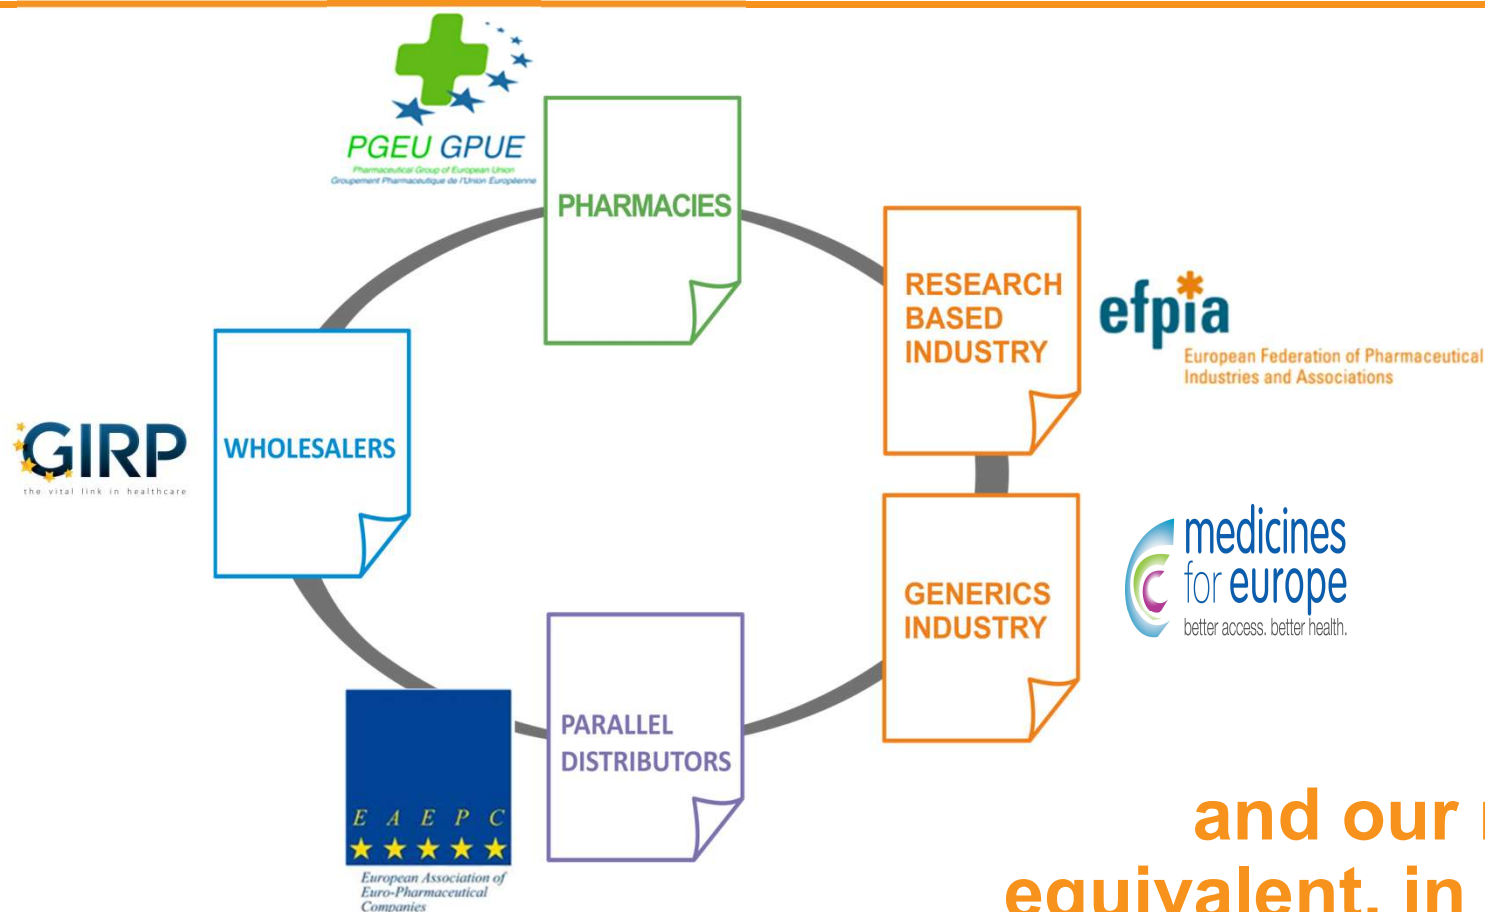 PGEU GPUE
Pharmaceutical Group of European Union
Groupement Pharmaceutique de l'Union Européenne
PHARMACIES
RESEARCH
BASED
INDUSTRY
efpia
European Federation of Pharmaceutical
Industries and Associations
GIRP
the vital link in healthcare
WHOLESALERS
medicines
for europe
better access. better health.
GENERICS
INDUSTRY
PARALLEL
DISTRIBUTORS
E A E P C
European Association of
Euro-Pharmaceutical
Companies
and our
equivalent, in